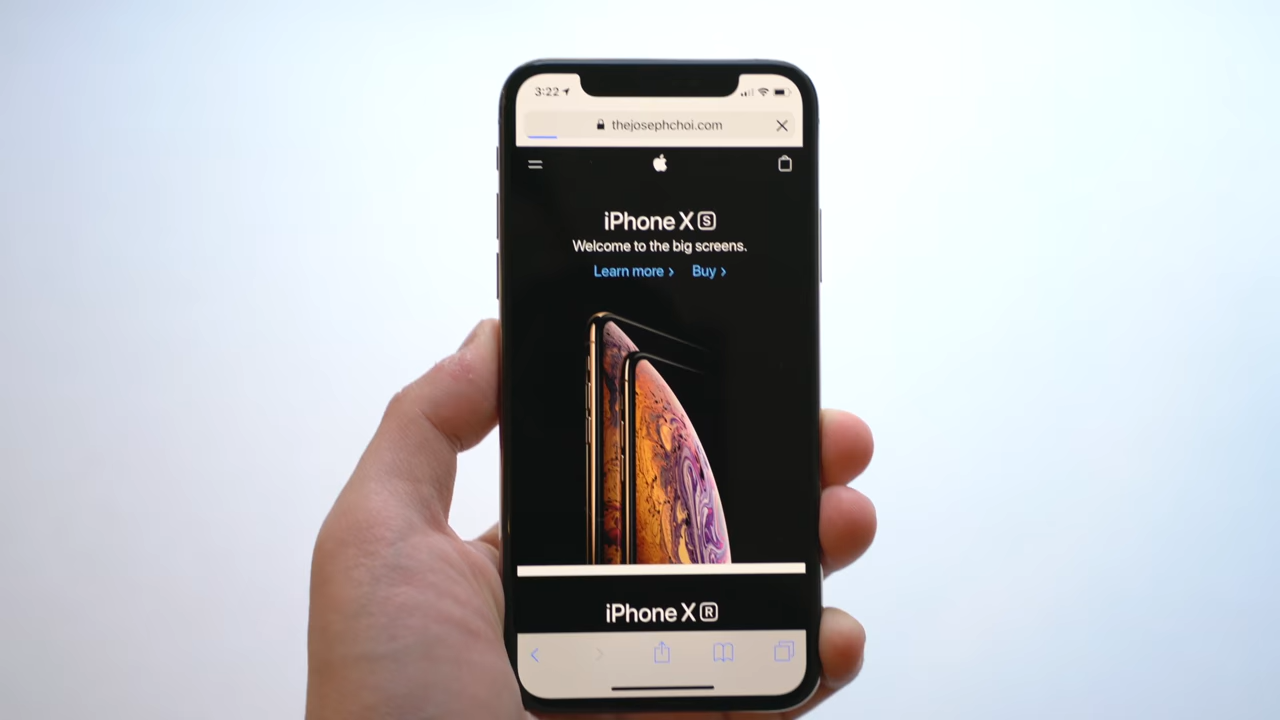 3:22
thejosephchoi.com
iPhone XS
Welcome to the big screens.
Learn more > Buy >
iPhone XR